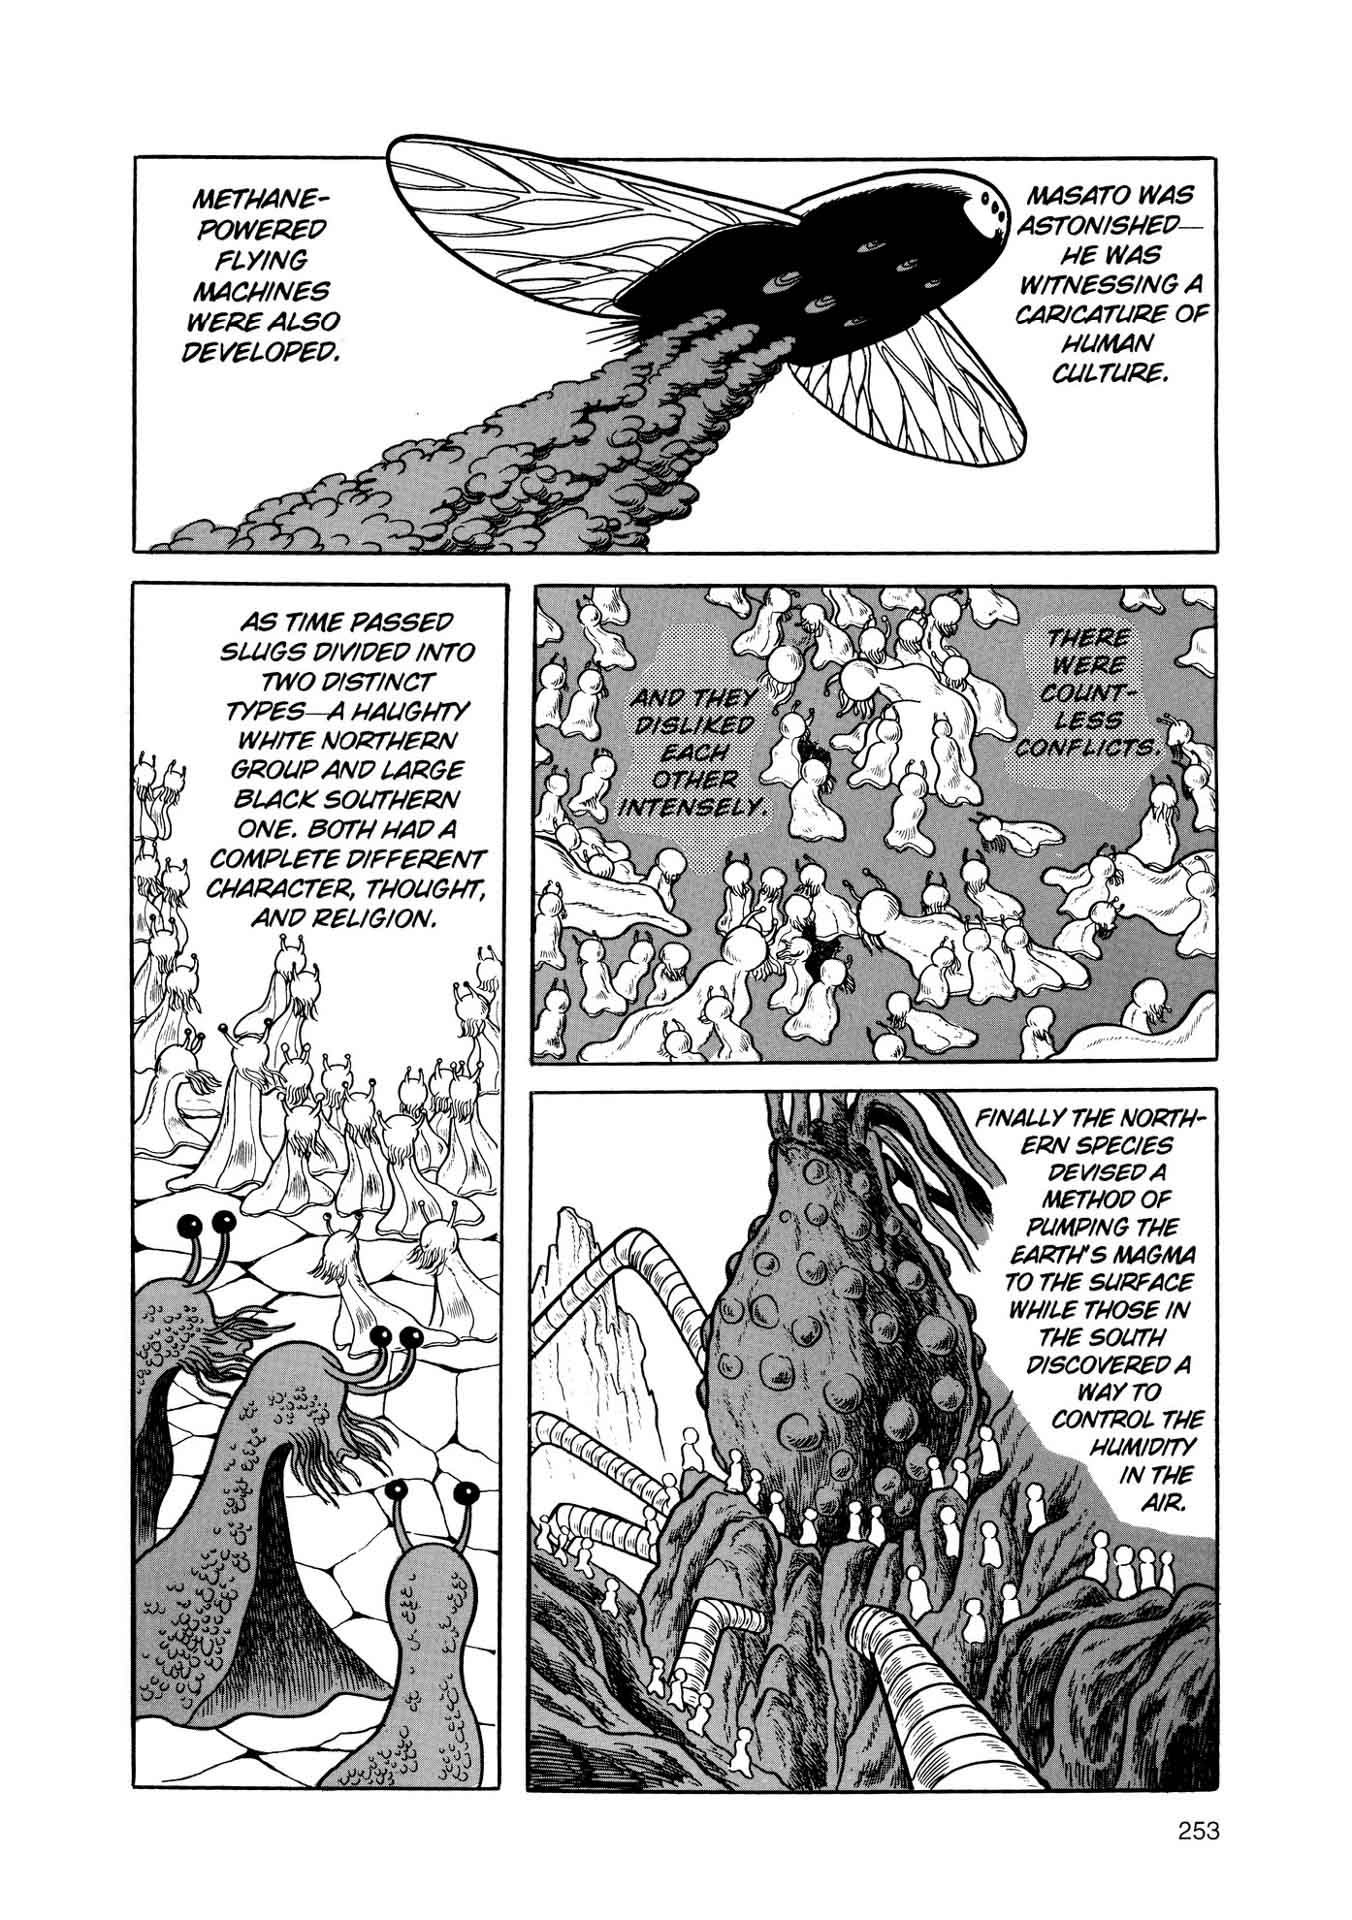 MASATO WAS
ASTONISHED—
HE WAS
WITNESSING A
CARICATURE OF
HUMAN
CULTURE.
METHANE-
POWERED
FLYING
MACHINES
WERE ALSO
DEVELOPED.
THERE
WERE
COUNT-
LESS
CONFLICTS.
AND THEY
DISLIKED
EACH
OTHER
INTENSELY.
AS TIME PASSED
SLUGS DIVIDED INTO
TWO DISTINCT
TYPES—A HAUGHTY
WHITE NORTHERN
GROUP AND LARGE
BLACK SOUTHERN
ONE. BOTH HAD A
COMPLETE DIFFERENT
CHARACTER, THOUGHT,
AND RELIGION.
FINALLY THE NORTH-
ERN SPECIES
DEVISED A
METHOD OF
PUMPING THE
EARTH'S MAGMA
TO THE SURFACE
WHILE THOSE IN
THE SOUTH
DISCOVERED A
WAY TO
CONTROL THE
HUMIDITY
IN THE
AIR.
253